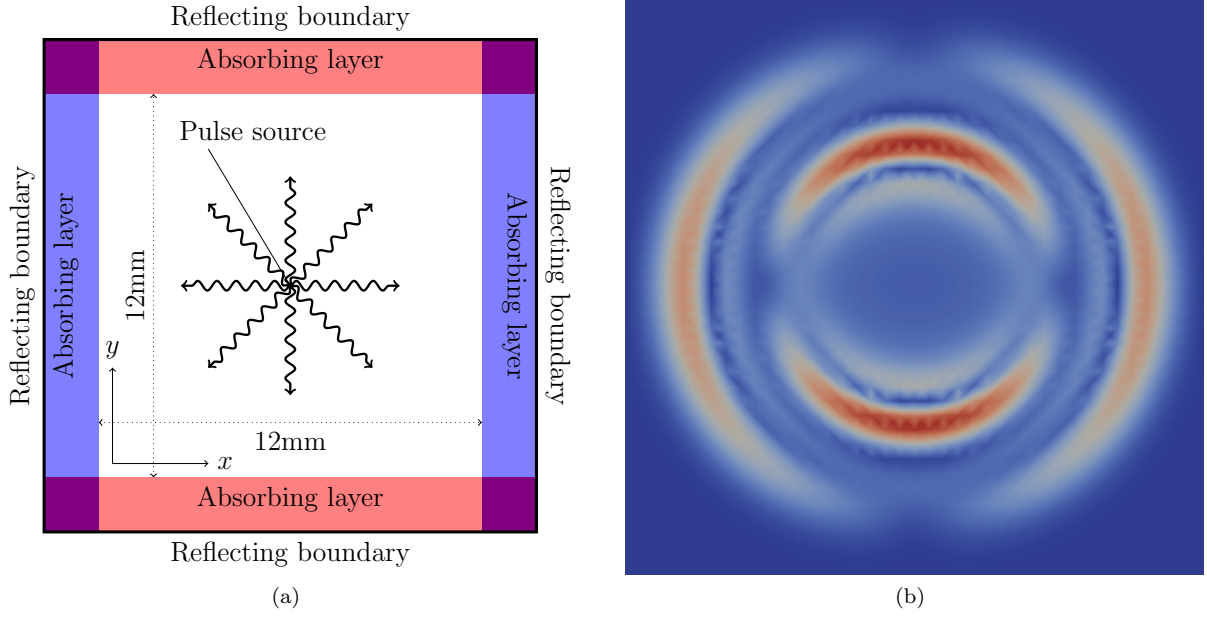 Reflecting boundary
Absorbing layer
Pulse source
Reflecting boundary
Absorbing layer
12mm
y
x
12mm
Absorbing layer
Reflecting boundary
Absorbing layer
Reflecting boundary
(a)
(b)